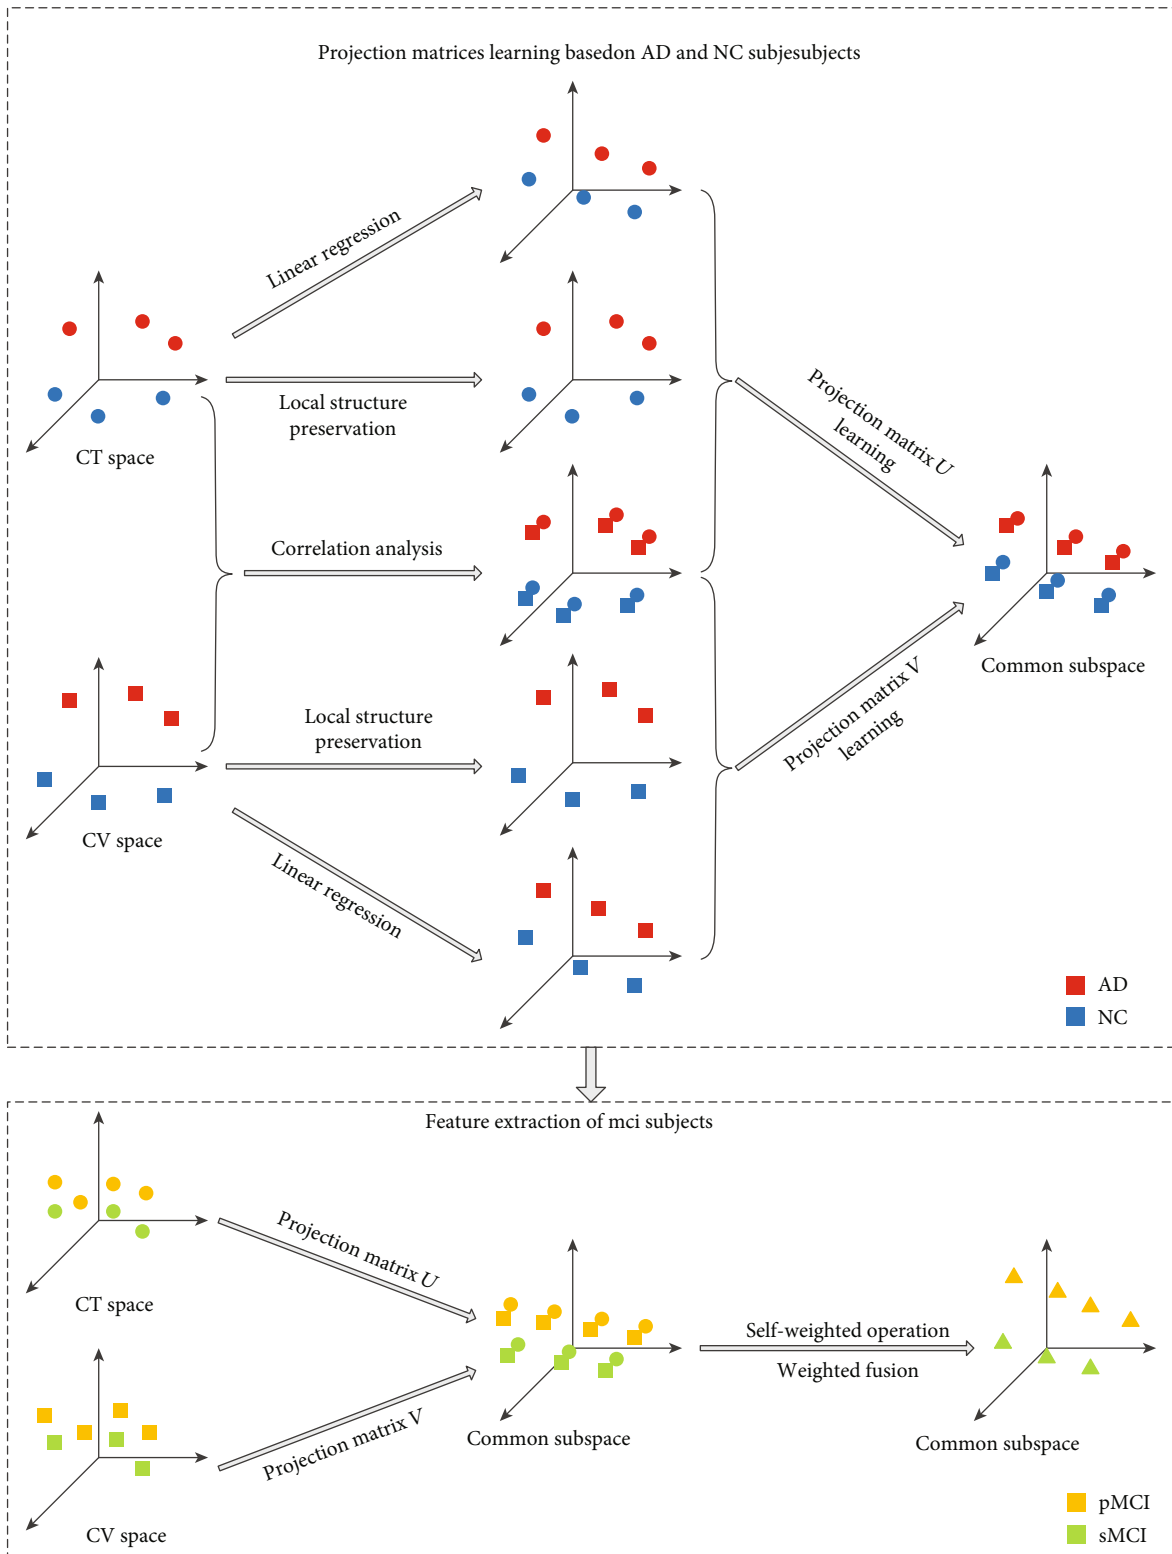 Projection matrices learning basedon AD and NC subjesubjects
Linear regression
CT space
Local structure
preservation
Projection matrix U
learning
Correlation analysis
Common subspace
CV space
Local structure
preservation
Projection matrix V
learning
Linear regression
AD
NC
Feature extraction of mci subjects
CT space
Projection matrix U
Self-weighted operation
Weighted fusion
Common subspace
Common subspace
CV space
Projection matrix V
pMCI
sMCI